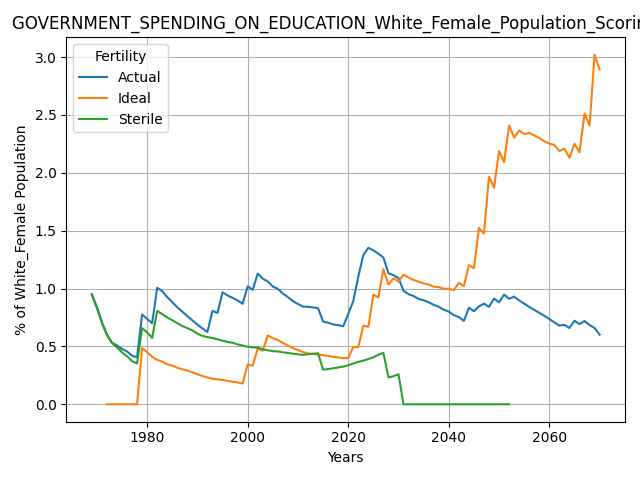 GOVERNMENT_SPENDING_ON_EDUCATION_White_Female_Population_Scorin
Fertility
Actual
Ideal
Sterile
% of White_Female Population
3.0
2.5
2.0
1.5
1.0
0.5
0.0
1980 2000 2020 2040 2060
Years